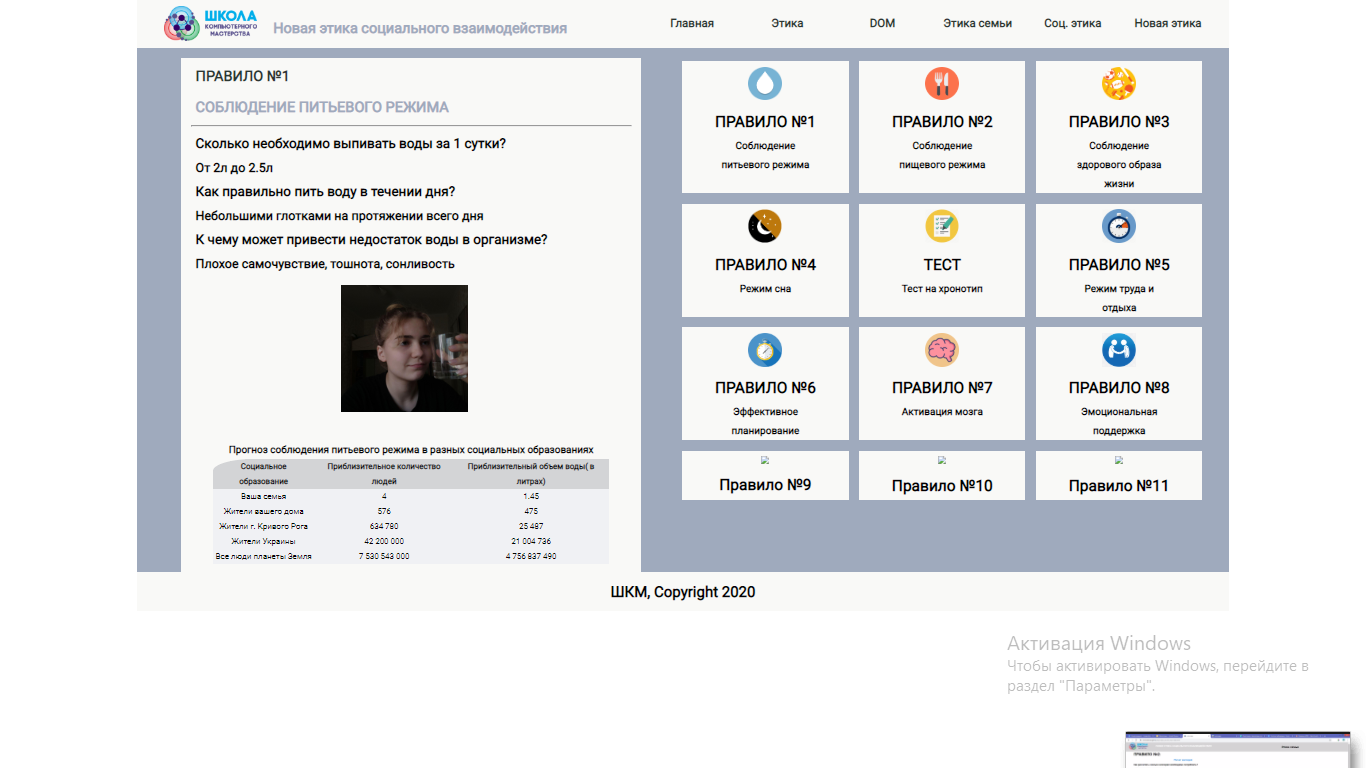 ШКОЛА
КОМПЬЮТЕРНОГО
МАСТЕРСТВА
Новая этика социального взаимодействия
Главная
Этика
DOM
Этика семьи
Соц. этика
Новая этика
ПРАВИЛО №1
СОБЛЮДЕНИЕ ПИТЬЕВОГО РЕЖИМА
Сколько необходимо выпивать воды за 1 сутки?
От 2л до 2.5л
Как правильно пить воду в течении дня?
Небольшими глотками на протяжении всего дня
К чему может привести недостаток воды в организме?
Плохое самочувствие, тошнота, сонливость
Прогноз соблюдения питьевого режима в разных социальных образованиях
Социальное Приблизительное количество Приблизительный объем воды( в
образование людей литрах)
Ваша семья 4 1.45
Жители вашего дома 576 475
Жители г. Кривого Рога 634 780 25 487
Жители Украины 42 200 000 21 004 736
Все люди планеты Земля 7 530 543 000 4 756 837 490
ПРАВИЛО №1
Соблюдение
питьевого режима
ПРАВИЛО №2
Соблюдение
пищевого режима
ПРАВИЛО №3
Соблюдение
здорового образа
жизни
ПРАВИЛО №4
Режим сна
ТЕСТ
Тест на хронотип
ПРАВИЛО №5
Режим труда и
отдыха
ПРАВИЛО №6
Эффективное
планирование
ПРАВИЛО №7
Активация мозга
ПРАВИЛО №8
Эмоциональная
поддержка
Правило №9
Правило №10
Правило №11
ШКМ, Copyright 2020
Активация Windows
Чтобы активировать Windows, перейдите в
раздел "Параметры".